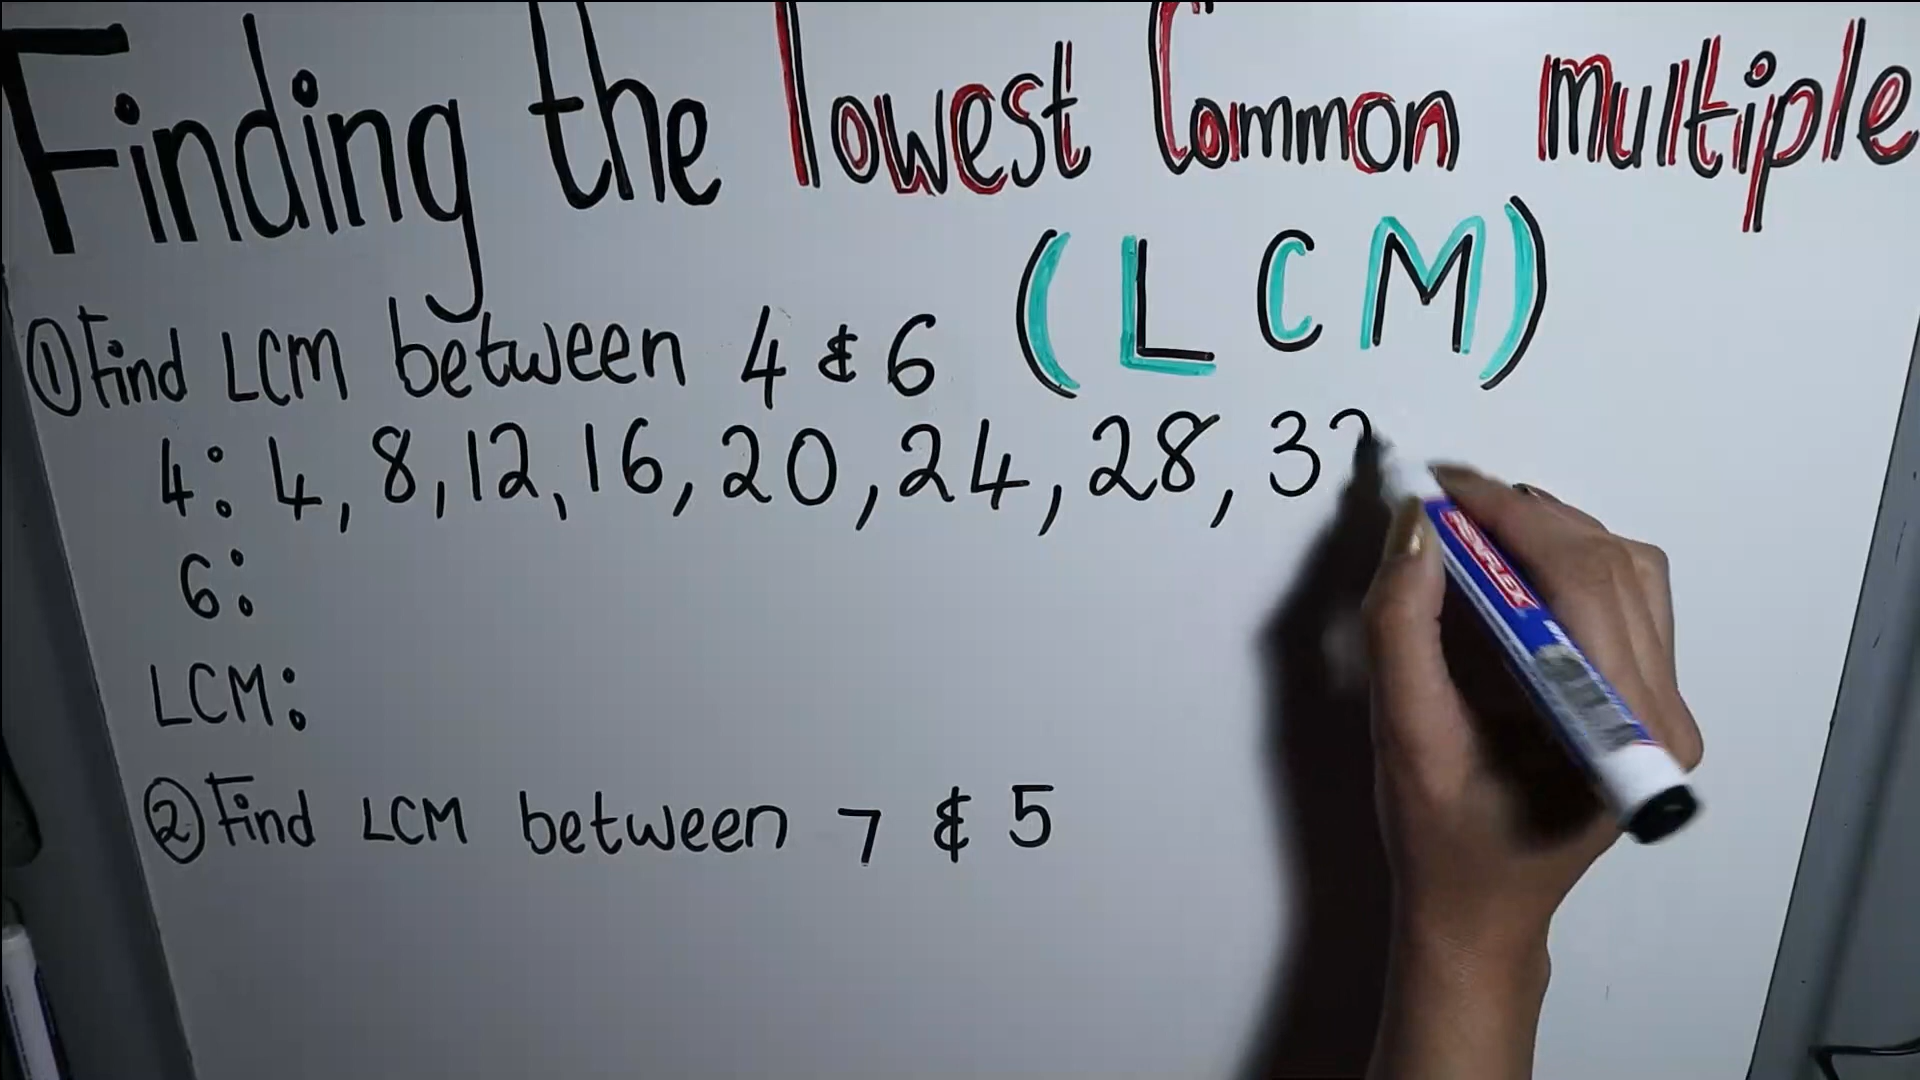 Finding the lowest Common multiple
(LCM)
① Find LCM between 4 & 6
4: 4, 8, 12, 16, 20, 24, 28, 32
6:
LCM:
② Find LCM between 7 & 5